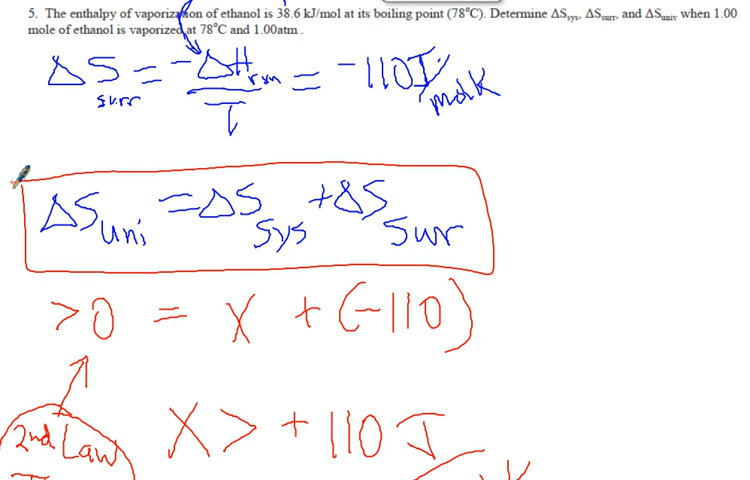 5. The enthalpy of vaporization of ethanol is 38.6 kJ/mol at its boiling point (78°C). Determine ΔSsys, ΔSsurr, and ΔSuniv when 1.00
mole of ethanol is vaporized at 78°C and 1.00atm .
ΔSsurr = -ΔHrxn / T = -110 J/molK
ΔSuni = ΔSsys + ΔSsurr
>0 = X + (-110)
2nd Law
X > +110 J
K